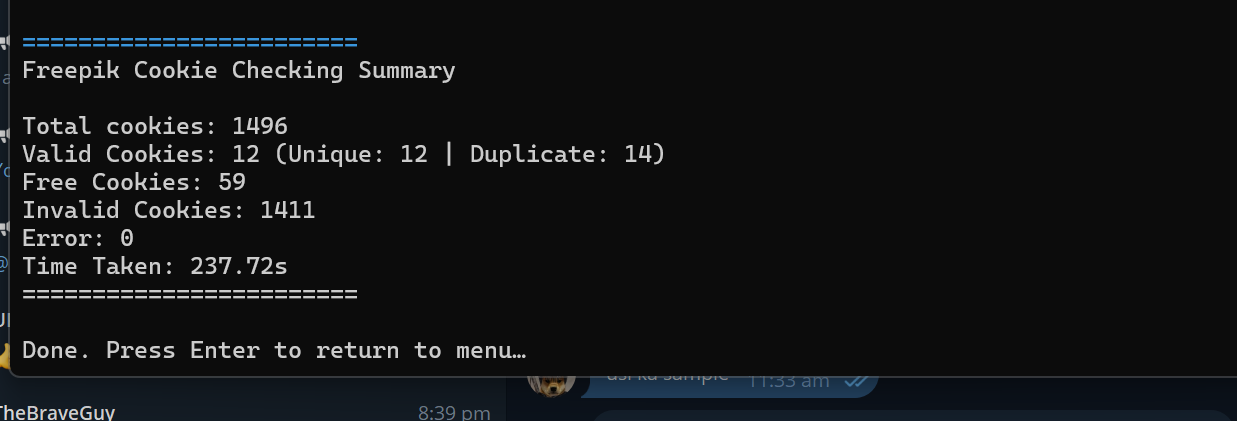 =========================
Freepik Cookie Checking Summary
Total cookies: 1496
Valid Cookies: 12 (Unique: 12 | Duplicate: 14)
Free Cookies: 59
Invalid Cookies: 1411
Error: 0
Time Taken: 237.72s
=========================
Done. Press Enter to return to menu…
sample 11:33 am
TheBraveGuy 8:39 pm